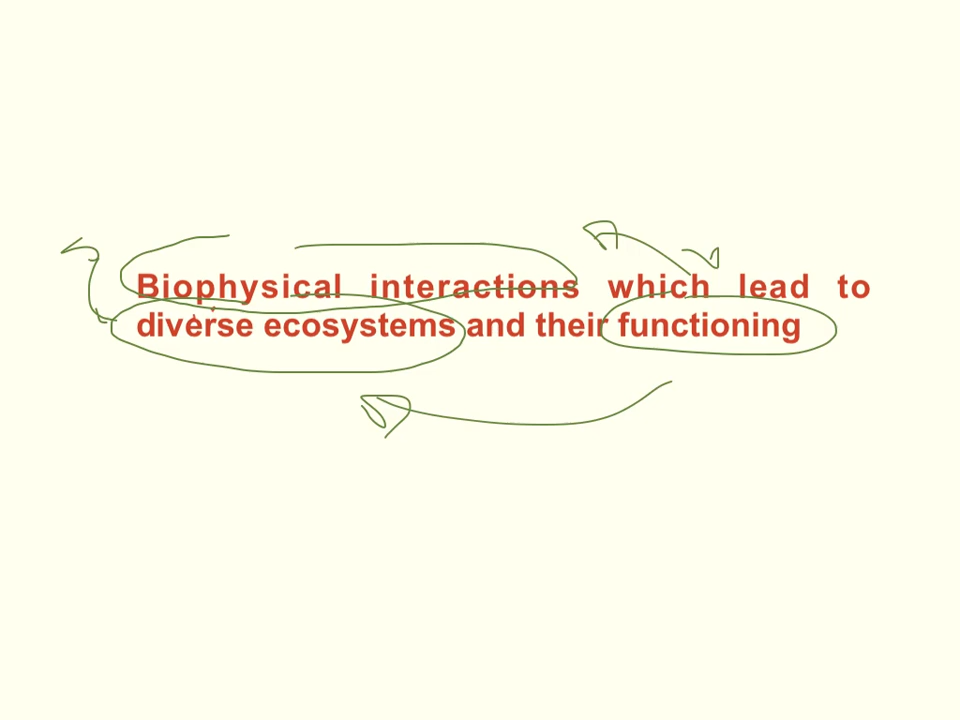 Biophysical interactions which lead to
diverse ecosystems and their functioning